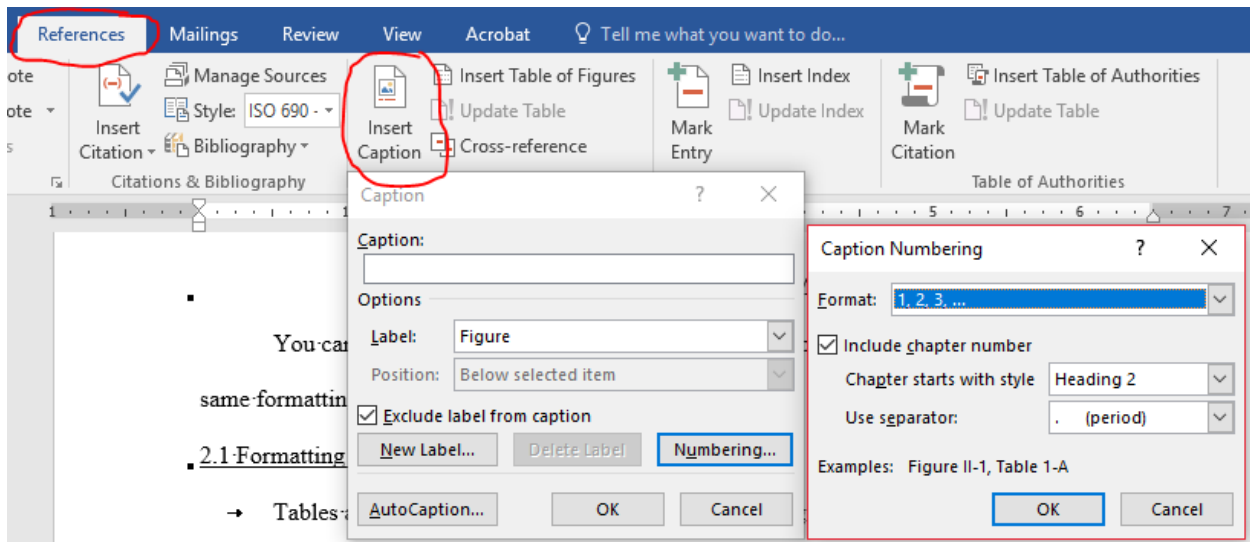 References Mailings Review View Acrobat Tell me what you want to do...
ote Manage Sources Insert Table of Figures Insert Index Insert Table of Authorities
ote Style: ISO 690 - Update Table Update Index Update Table
Insert Citation Bibliography Insert Caption Cross-reference Mark Entry Mark Citation
s Citations & Bibliography Table of Authorities
1 1 5 6 7
Caption ?
Caption:
Options
Label: Figure
Position: Below selected item
Exclude label from caption
New Label... Delete Label Numbering...
AutoCaption... OK Cancel
Caption Numbering ?
Format: 1, 2, 3, ...
Include chapter number
Chapter starts with style Heading 2
Use separator: . (period)
Examples: Figure II-1, Table 1-A
OK Cancel
You·can
same·formattin
2.1·Formatting
Tables·a